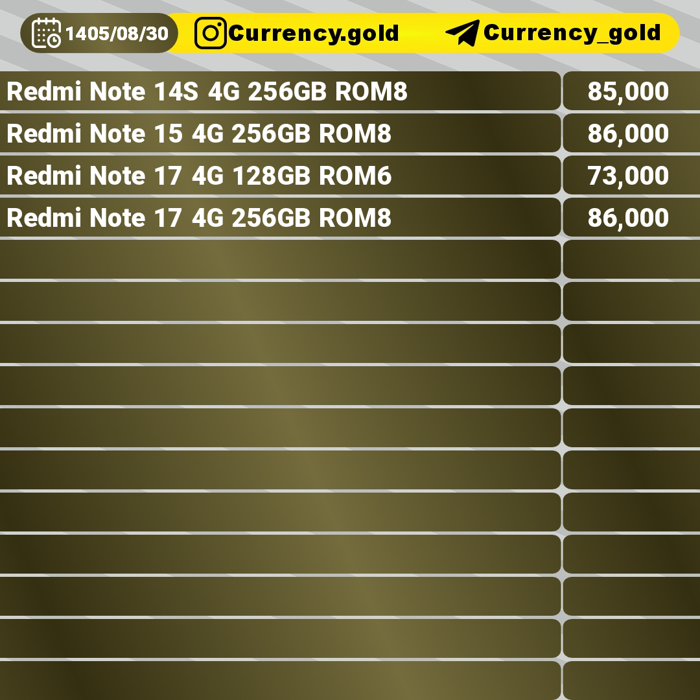 1405/08/30 Currency.gold Currency_gold
Redmi Note 14S 4G 256GB ROM8 85,000
Redmi Note 15 4G 256GB ROM8 86,000
Redmi Note 17 4G 128GB ROM6 73,000
Redmi Note 17 4G 256GB ROM8 86,000